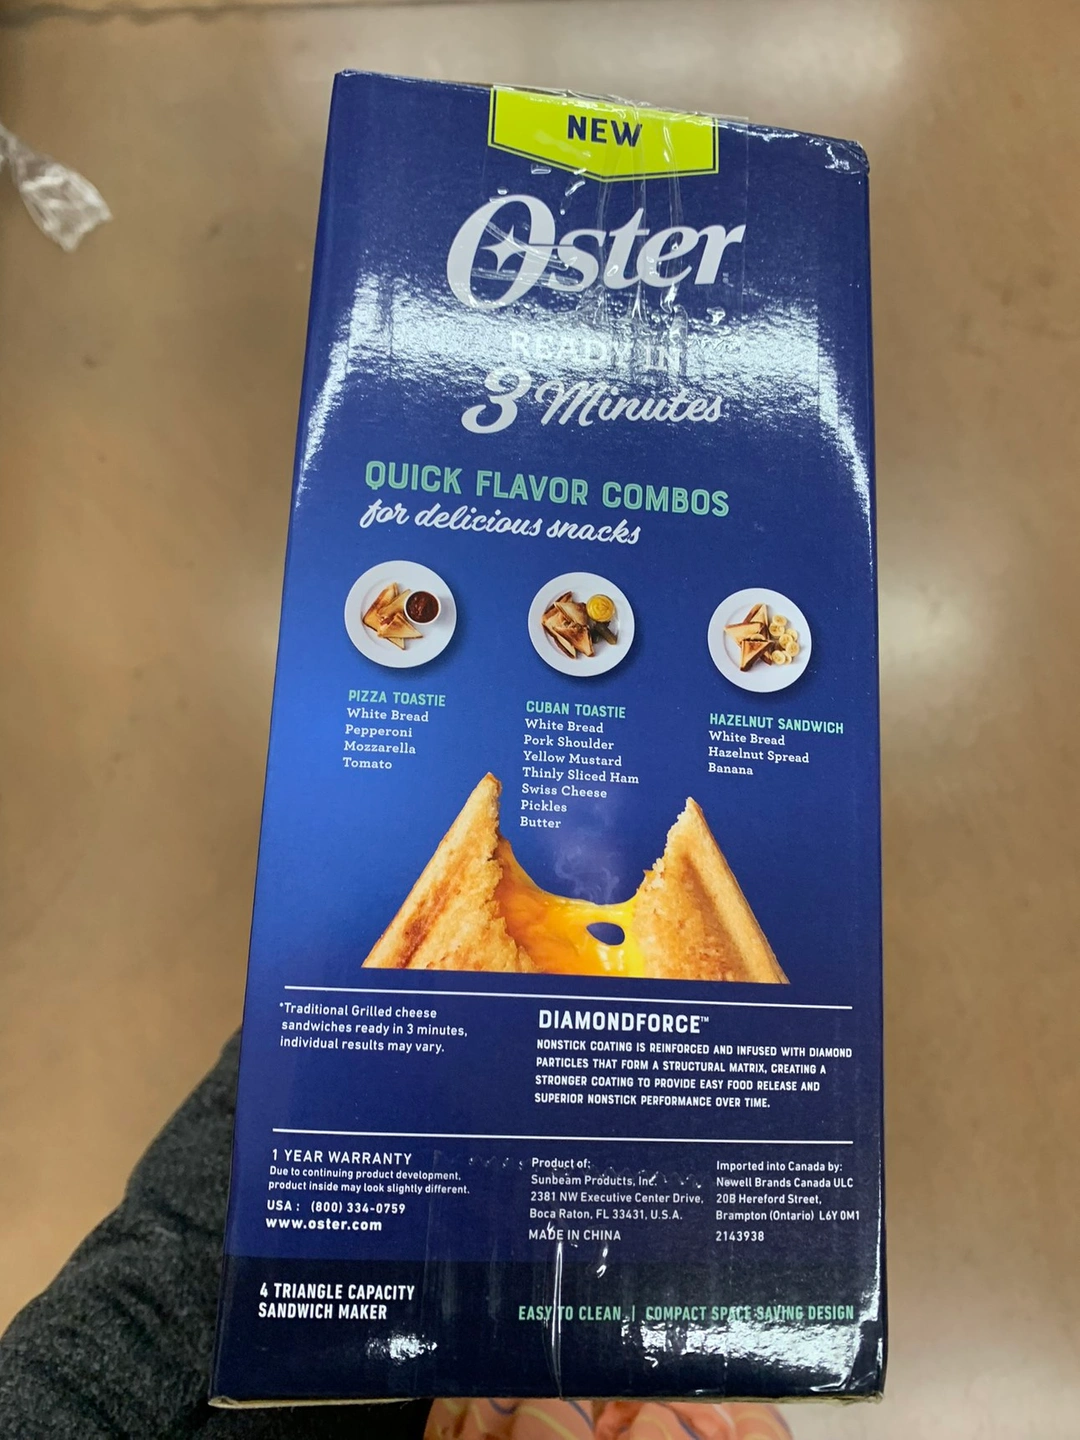 NEW
Oster
READY IN
3 Minutes
QUICK FLAVOR COMBOS
for delicious snacks
PIZZA TOASTIE
White Bread
Pepperoni
Mozzarella
Tomato
CUBAN TOASTIE
White Bread
Pork Shoulder
Yellow Mustard
Thinly Sliced Ham
Swiss Cheese
Pickles
Butter
HAZELNUT SANDWICH
White Bread
Hazelnut Spread
Banana
*Traditional Grilled cheese
sandwiches ready in 3 minutes,
individual results may vary.
DIAMONDFORCE™
NONSTICK COATING IS REINFORCED AND INFUSED WITH DIAMOND
PARTICLES THAT FORM A STRUCTURAL MATRIX, CREATING A
STRONGER COATING TO PROVIDE EASY FOOD RELEASE AND
SUPERIOR NONSTICK PERFORMANCE OVER TIME.
1 YEAR WARRANTY
Due to continuing product development,
product inside may look slightly different.
USA : (800) 334-0759
www.oster.com
Product of:
Sunbeam Products, Inc.
2381 NW Executive Center Drive,
Boca Raton, FL 33431, U.S.A.
MADE IN CHINA
Imported into Canada by:
Newell Brands Canada ULC
20B Hereford Street,
Brampton (Ontario) L6Y 0M1
2143938
4 TRIANGLE CAPACITY
SANDWICH MAKER
EASY TO CLEAN | COMPACT SPACE-SAVING DESIGN